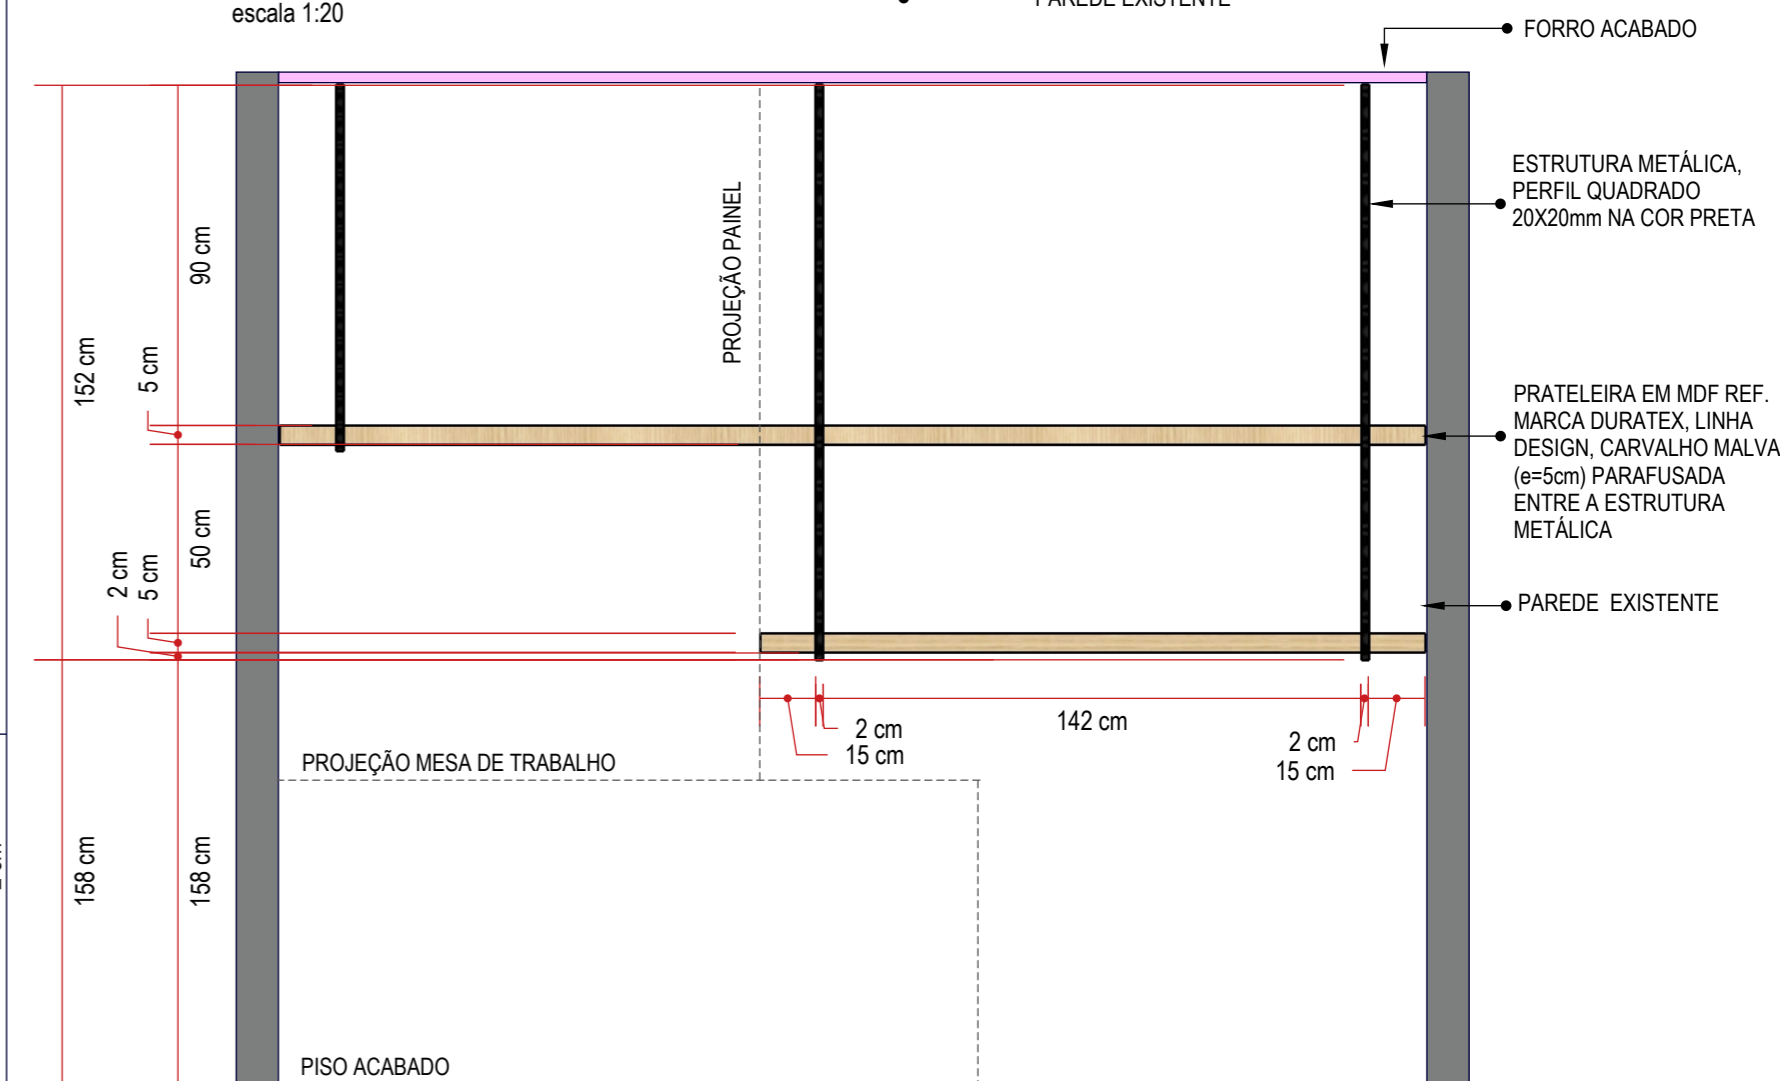 escala 1:20
PAREDE EXISTENTE
FORRO ACABADO
ESTRUTURA METÁLICA,
PERFIL QUADRADO
20X20mm NA COR PRETA
PROJEÇÃO PAINEL
90 cm
152 cm
5 cm
PRATELEIRA EM MDF REF.
MARCA DURATEX, LINHA
DESIGN, CARVALHO MALVA
(e=5cm) PARAFUSADA
ENTRE A ESTRUTURA
METÁLICA
50 cm
2 cm
5 cm
PAREDE EXISTENTE
2 cm
15 cm
142 cm
2 cm
15 cm
PROJEÇÃO MESA DE TRABALHO
158 cm
158 cm
PISO ACABADO